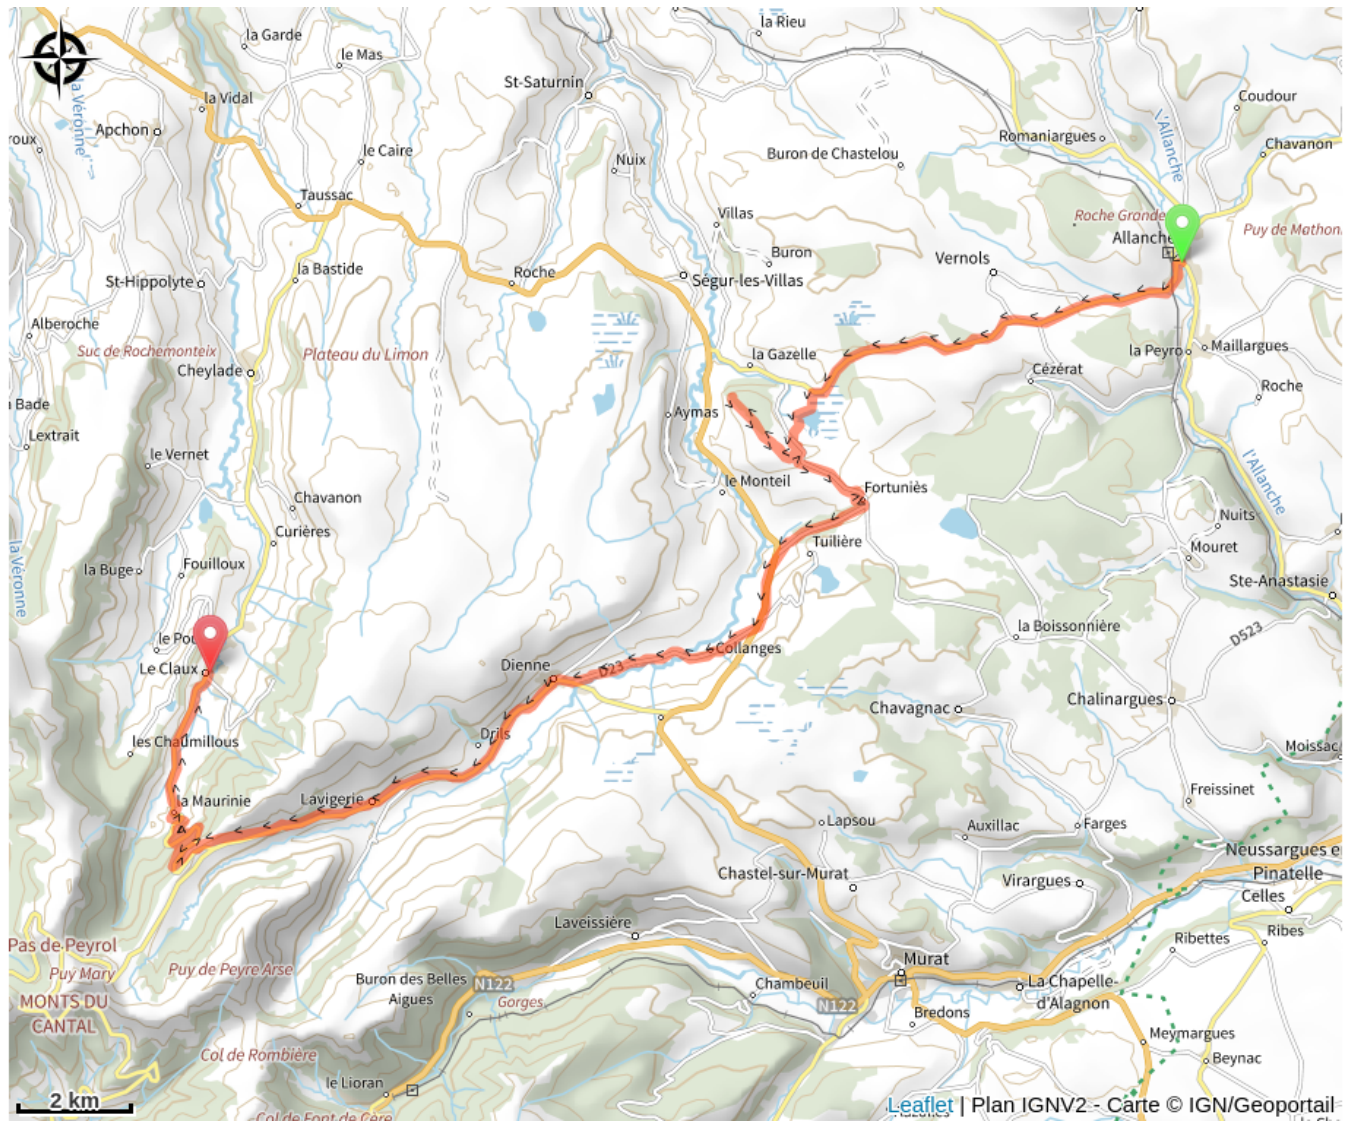 la Rieu
la Garde
le Mas
St-Saturnin
la Véronne
la Vidal
Coudour
roux
Apchon
l'Allanche
Romaniargues
Chavanon
le Caire
Nuix
Buron de Chastelou
Taussac
Villas
Roche Grande
Allanche
Puy de Mathon
Buron
Vernols
la Bastide
Roche
St-Hippolyte
Ségur-les-Villas
Alberoche
Suc de Rochemonteix
Plateau du Limon
la Gazelle
la Peyro
Maillargues
Cheylade
Cézérat
Roche
Bade
Aymas
Lextrait
le Vernet
l'Allanche
Chavanon
le Monteil
Fortuniès
Nuits
Curières
Tuilière
Mouret
la Véronne
la Buge
Fouilloux
Ste-Anastasie
la Boissonnière
D523
le Pou
Le Claux
Dienne
D23
Collanges
Chalinargues
Chavagnac
les Chaumillous
Drils
Moissac
la Maurinie
Lavigerie
Freissinet
Lapsou
Auxillac
Farges
Neussargues e
Pinatelle
Chastel-sur-Murat
Virargues
Celles
Laveissière
Ribes
Ribettes
Pas de Peyrol
Puy Mary
Puy de Peyre Arse
Buron des Belles
Aigues
N122
Gorges
Murat
MONTS DU
CANTAL
Chambeuil
N122
La Chapelle-
d'Alagnon
Bredons
Meymargues
Col de Rombière
Beynac
le Lioran
2 km
Col de Font de Cère
Leaflet | Plan IGNV2 - Carte © IGN/Geoportail